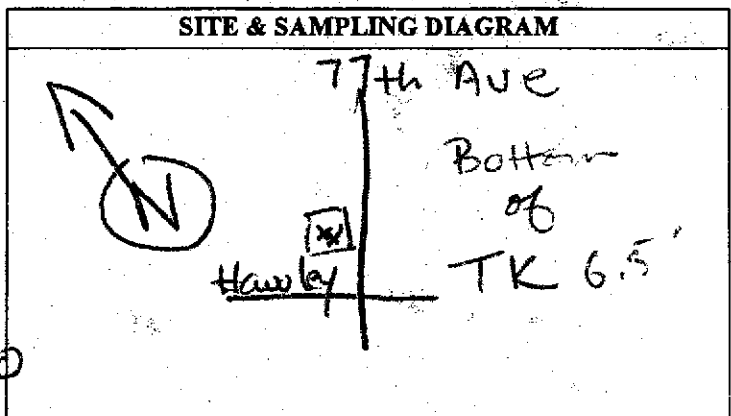 SITE & SAMPLING DIAGRAM
77th Ave
Bottom
of
TK 6.5'
N
Hawley